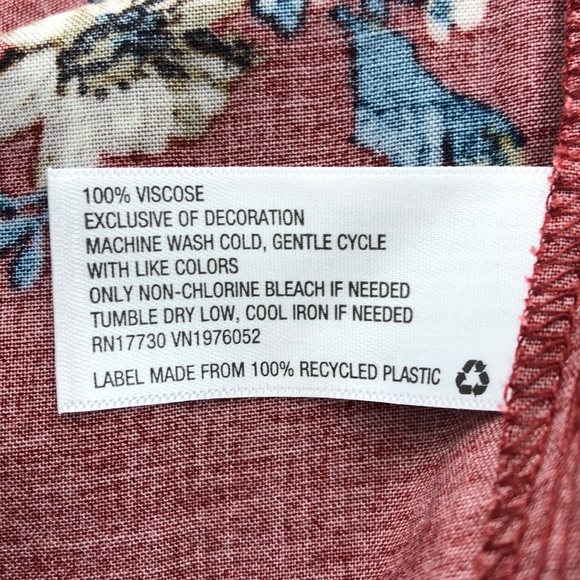 100% VISCOSE
EXCLUSIVE OF DECORATION
MACHINE WASH COLD, GENTLE CYCLE
WITH LIKE COLORS
ONLY NON-CHLORINE BLEACH IF NEEDED
TUMBLE DRY LOW, COOL IRON IF NEEDED
RN17730 VN1976052
LABEL MADE FROM 100% RECYCLED PLASTIC